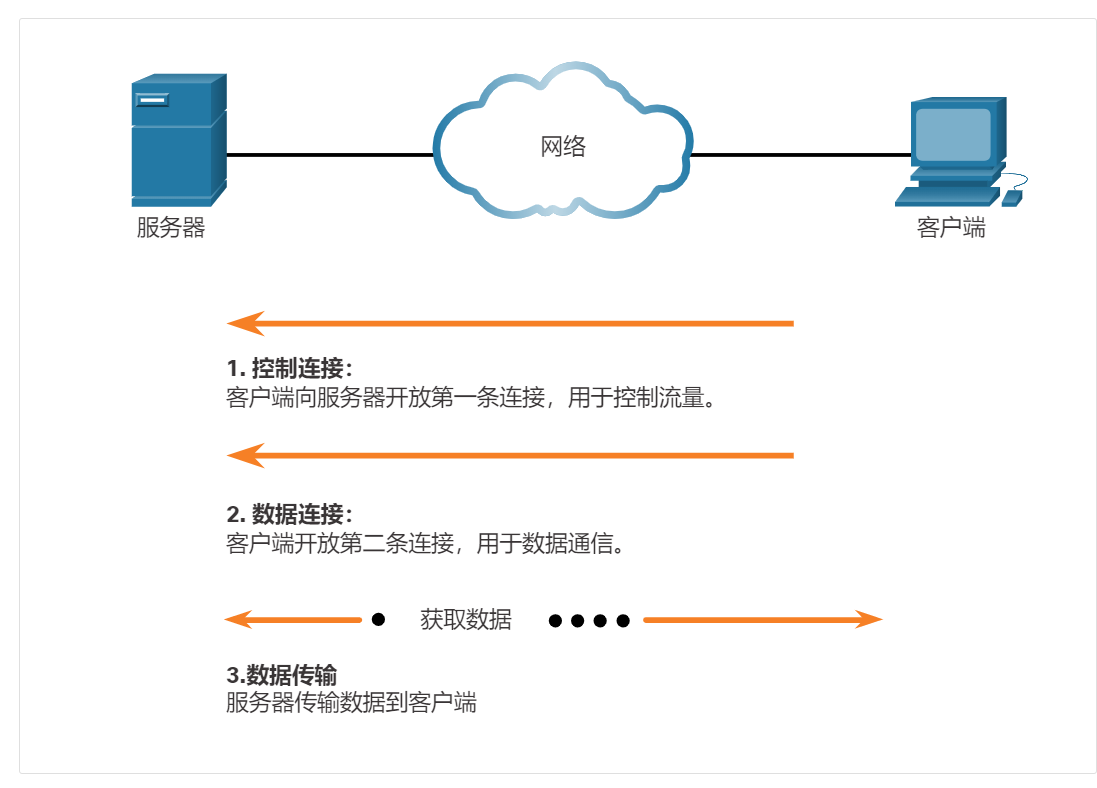 网络
服务器
客户端
1. 控制连接：
客户端向服务器开放第一条连接，用于控制流量。
2. 数据连接：
客户端开放第二条连接，用于数据通信。
获取数据
3.数据传输
服务器传输数据到客户端